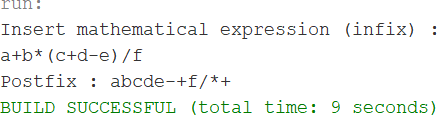 run:
Insert mathematical expression (infix) :
a+b*(c+d-e)/f
Postfix : abcde-+f/*+
BUILD SUCCESSFUL (total time: 9 seconds)